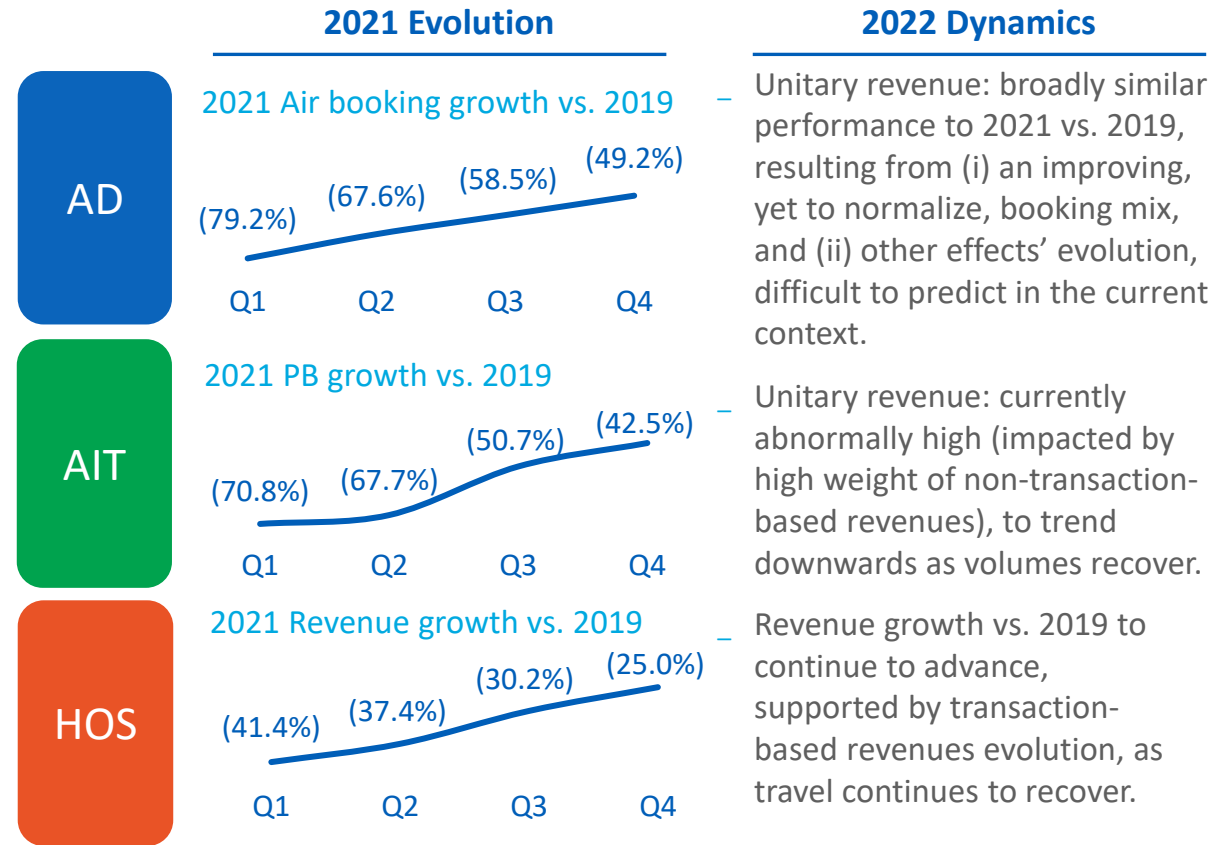 2021 Evolution
2022 Dynamics
AD
2021 Air booking growth vs. 2019
(79.2%)
(67.6%)
(58.5%)
(49.2%)
Q1 Q2 Q3 Q4
– Unitary revenue: broadly similar
performance to 2021 vs. 2019,
resulting from (i) an improving,
yet to normalize, booking mix,
and (ii) other effects’ evolution,
difficult to predict in the current
context.
AIT
2021 PB growth vs. 2019
(70.8%)
(67.7%)
(50.7%)
(42.5%)
Q1 Q2 Q3 Q4
– Unitary revenue: currently
abnormally high (impacted by
high weight of non-transaction-
based revenues), to trend
downwards as volumes recover.
HOS
2021 Revenue growth vs. 2019
(41.4%)
(37.4%)
(30.2%)
(25.0%)
Q1 Q2 Q3 Q4
– Revenue growth vs. 2019 to
continue to advance,
supported by transaction-
based revenues evolution, as
travel continues to recover.